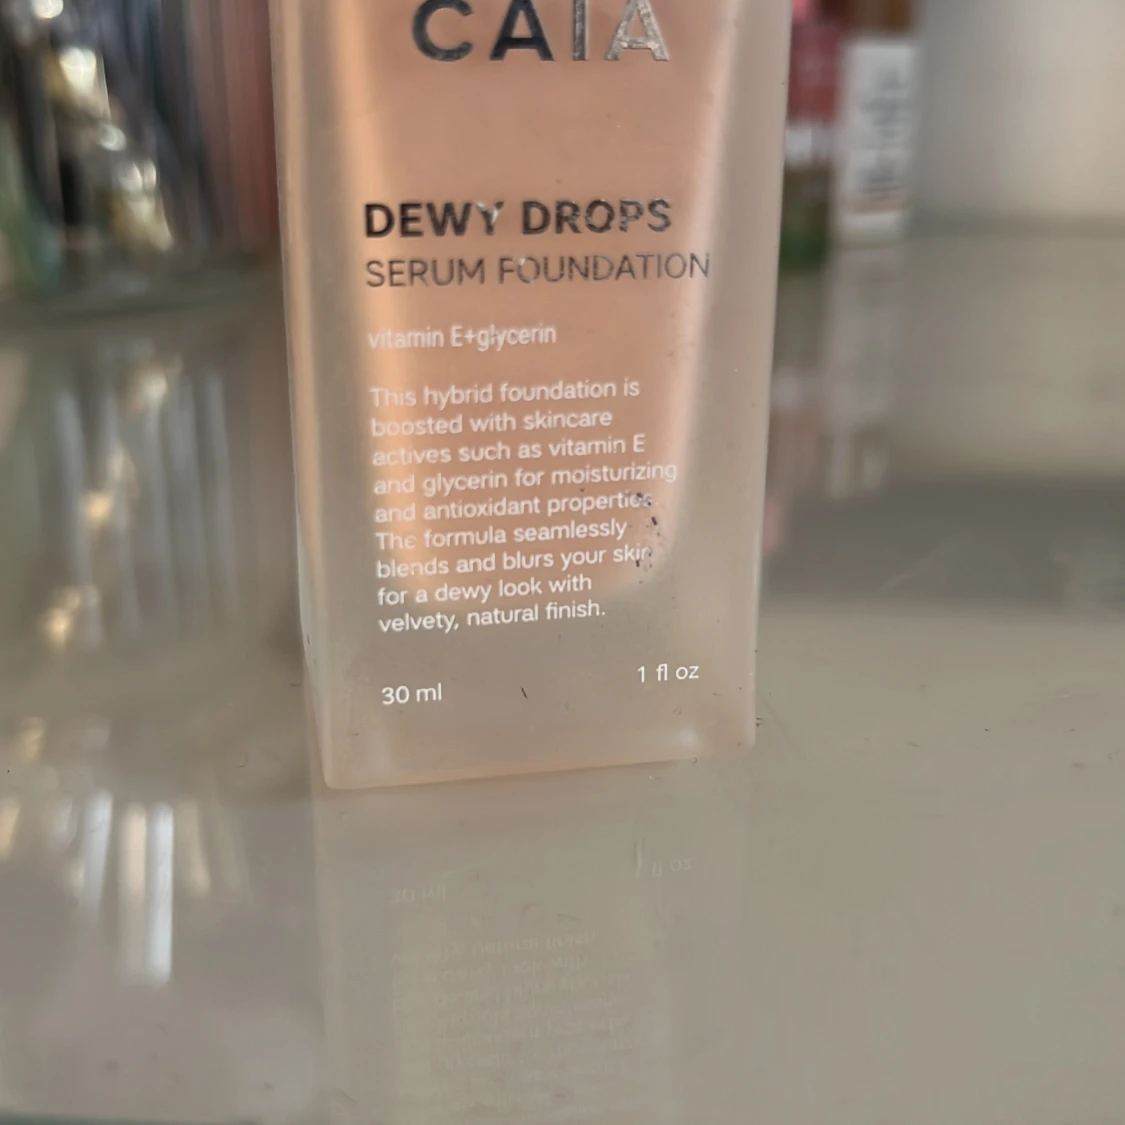 CAIA
DEWY DROPS
SERUM FOUNDATION
vitamin E+glycerin
This hybrid foundation is
boosted with skincare
actives such as vitamin E
and glycerin for moisturizing
and antioxidant properties.
The formula seamlessly
blends and blurs your skin
for a dewy look with
velvety, natural finish.
30 ml
1 fl oz